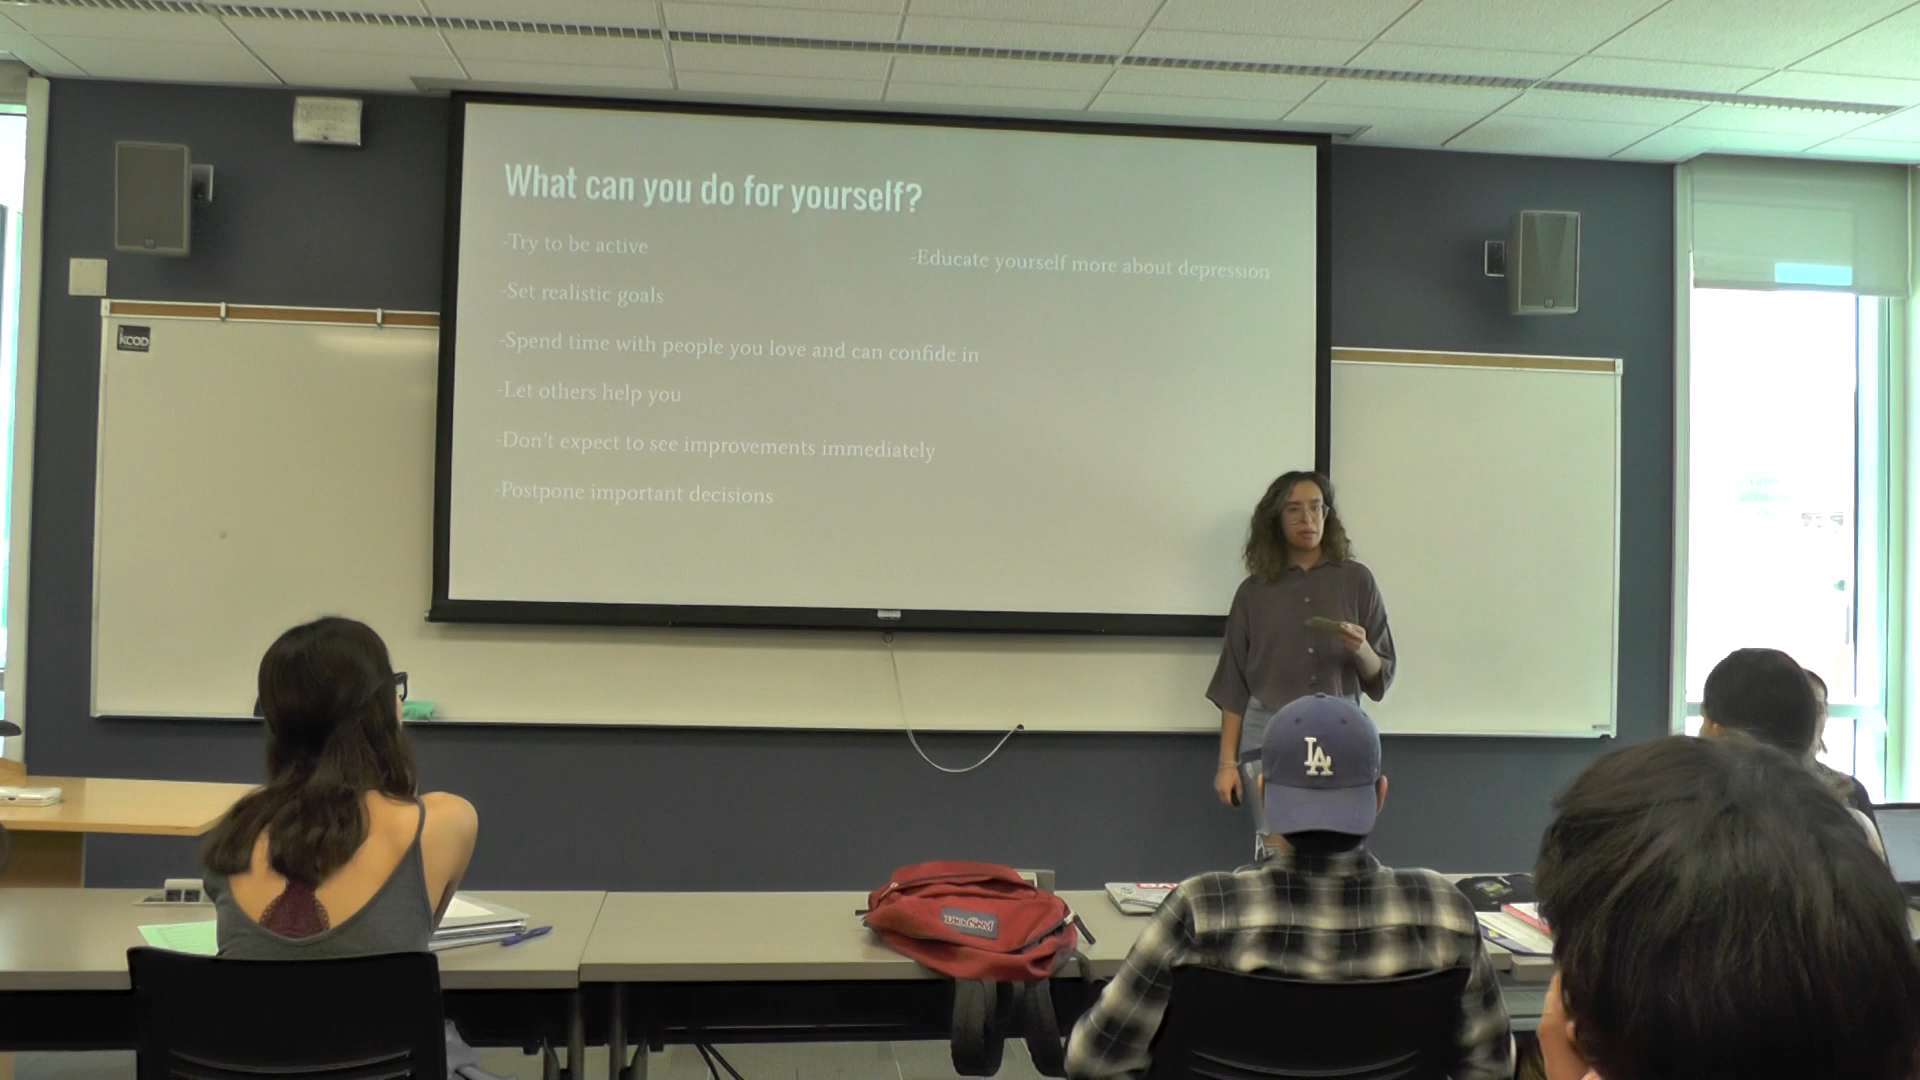 What can you do for yourself?
-Try to be active
-Set realistic goals
-Spend time with people you love and can confide in
-Let others help you
-Don't expect to see improvements immediately
-Postpone important decisions
-Educate yourself more about depression
KCOD
LA
JANSPORT